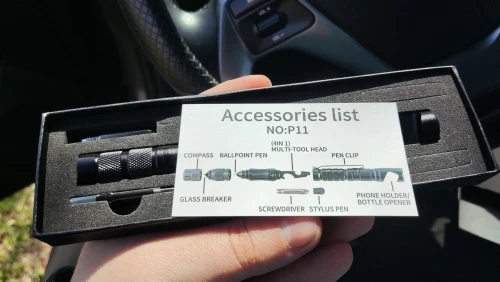 Accessories list
NO:P11
(4IN 1)
MULTI-TOOL HEAD
COMPASS
BALLPOINT PEN
PEN CLIP
GLASS BREAKER
SCREWDRIVER
STYLUS PEN
PHONE HOLDER/
BOTTLE OPENER